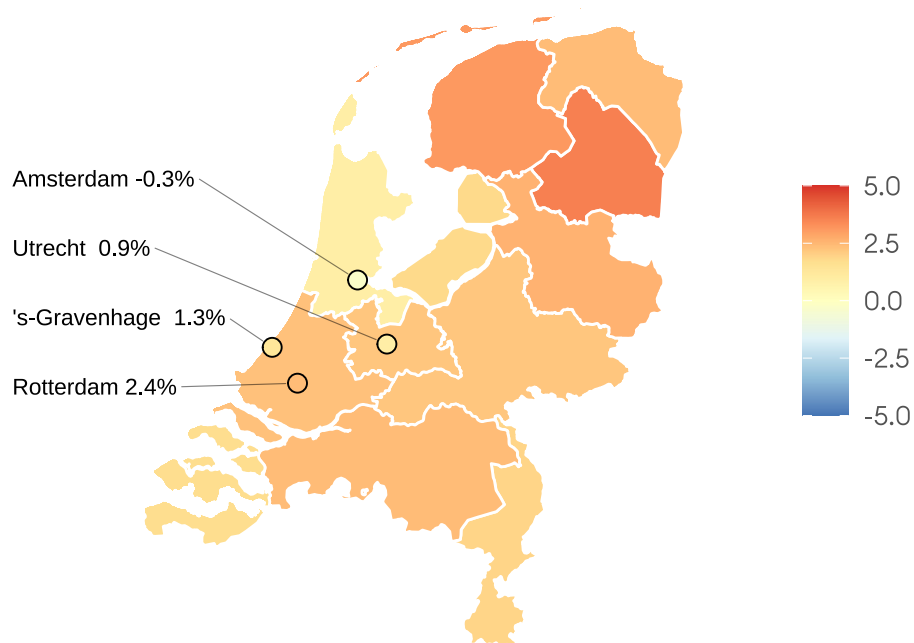 Amsterdam -0.3%
Utrecht 0.9%
's-Gravenhage 1.3%
Rotterdam 2.4%
5.0
2.5
0.0
-2.5
-5.0